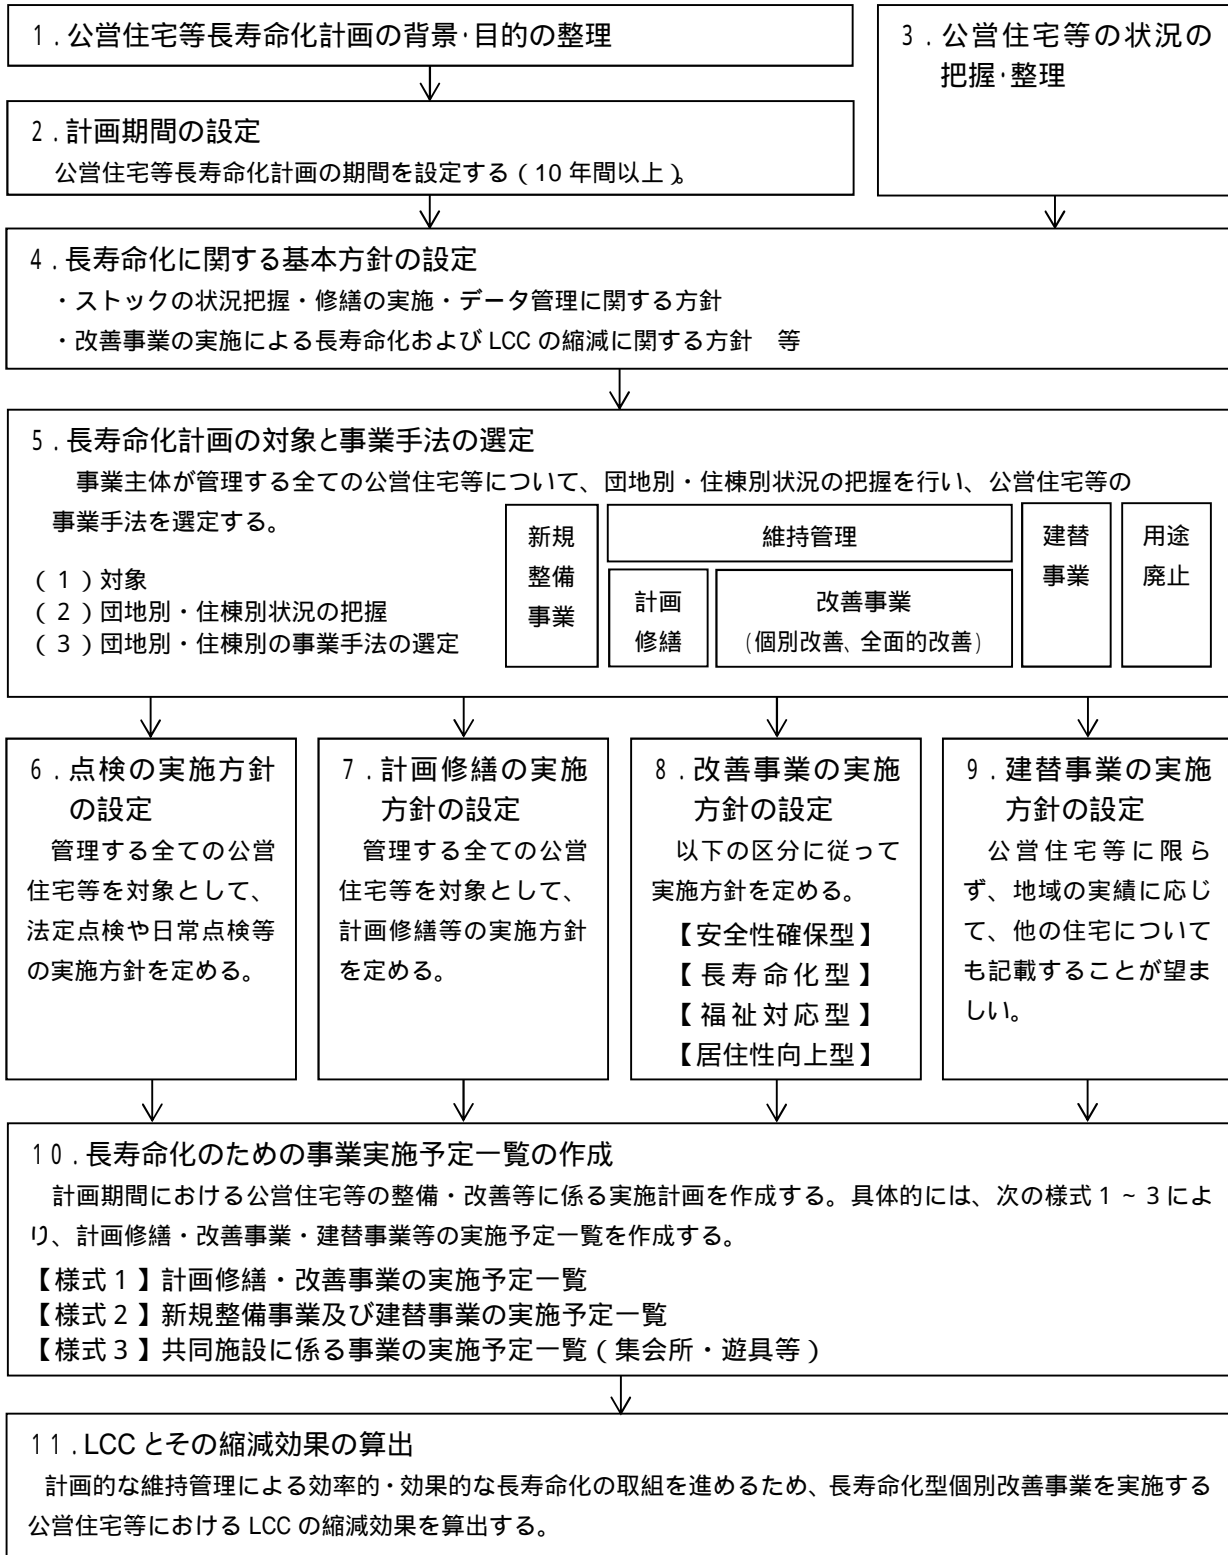 1．公営住宅等長寿命化計画の背景･目的の整理
2．計画期間の設定
公営住宅等長寿命化計画の期間を設定する（10 年間以上）。
3．公営住宅等の状況の
把握･整理
4．長寿命化に関する基本方針の設定
・ストックの状況把握・修繕の実施・データ管理に関する方針
・改善事業の実施による長寿命化および LCC の縮減に関する方針　等
5．長寿命化計画の対象と事業手法の選定
事業主体が管理する全ての公営住宅等について、団地別・住棟別状況の把握を行い、公営住宅等の
事業手法を選定する。
（1）対象
（2）団地別・住棟別状況の把握
（3）団地別・住棟別の事業手法の選定
新規
整備
事業
維持管理
計画
修繕
改善事業
（個別改善、全面的改善）
建替
事業
用途
廃止
6．点検の実施方針
の設定
管理する全ての公営
住宅等を対象として、
法定点検や日常点検等
の実施方針を定める。
7．計画修繕の実施
方針の設定
管理する全ての公営
住宅等を対象として、
計画修繕等の実施方針
を定める。
8．改善事業の実施
方針の設定
以下の区分に従って
実施方針を定める。
【安全性確保型】
【長寿命化型】
【福祉対応型】
【居住性向上型】
9．建替事業の実施
方針の設定
公営住宅等に限ら
ず、地域の実績に応じ
て、他の住宅について
も記載することが望ま
しい。
10．長寿命化のための事業実施予定一覧の作成
計画期間における公営住宅等の整備・改善等に係る実施計画を作成する。具体的には、次の様式1～3によ
り、計画修繕・改善事業・建替事業等の実施予定一覧を作成する。
【様式1】計画修繕・改善事業の実施予定一覧
【様式2】新規整備事業及び建替事業の実施予定一覧
【様式3】共同施設に係る事業の実施予定一覧（集会所・遊具等）
11．LCC とその縮減効果の算出
計画的な維持管理による効率的･効果的な長寿命化の取組を進めるため、長寿命化型個別改善事業を実施する
公営住宅等における LCC の縮減効果を算出する。